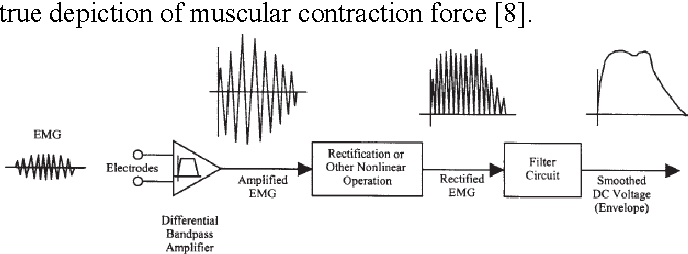 true depiction of muscular contraction force [8].
EMG
Electrodes
Differential
Bandpass
Amplifier
Amplified
EMG
Rectification or
Other Nonlinear
Operation
Rectified
EMG
Filter
Circuit
Smoothed
DC Voltage
(Envelope)